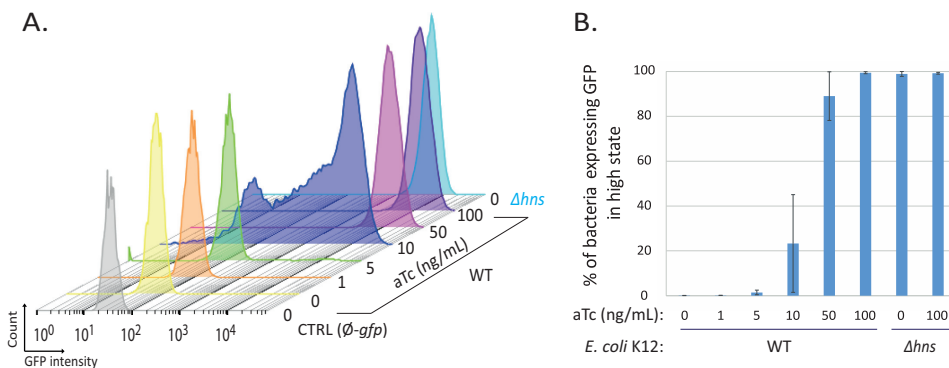 A.
Count
10⁰ 10¹ 10² 10³ 10⁴
GFP intensity
0
0
1
5
10
50
100
0 Δhns
CTRL (Ø-gfp)
aTc (ng/mL)
WT
B.
% of bacteria expressing GFP
in high state
100
80
60
40
20
0
aTc (ng/mL): 0 1 5 10 50 100 0 100
E. coli K12: WT Δhns